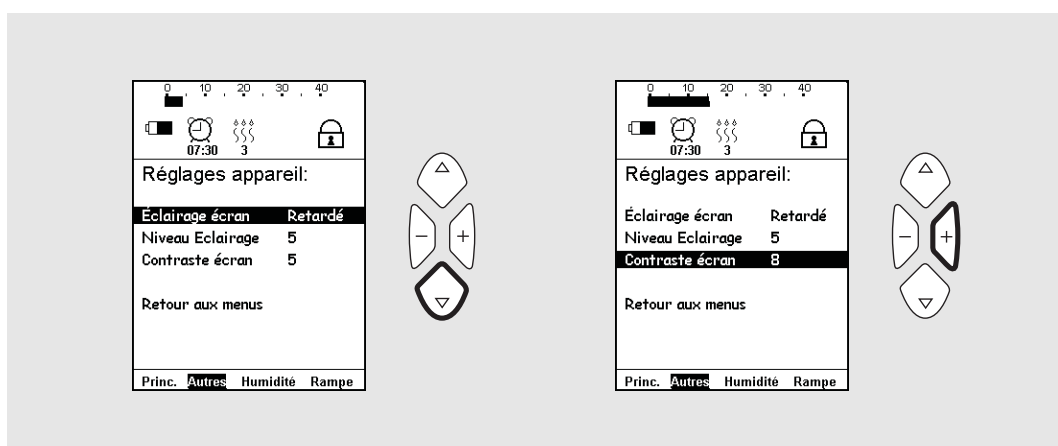 0 10 20 30 40
07:30 3
Réglages appareil:
Éclairage écran Retardé
Niveau Eclairage 5
Contraste écran 5
Retour aux menus
Princ. Autres Humidité Rampe
- +
0 10 20 30 40
07:30 3
Réglages appareil:
Éclairage écran Retardé
Niveau Eclairage 5
Contraste écran 8
Retour aux menus
Princ. Autres Humidité Rampe
- +